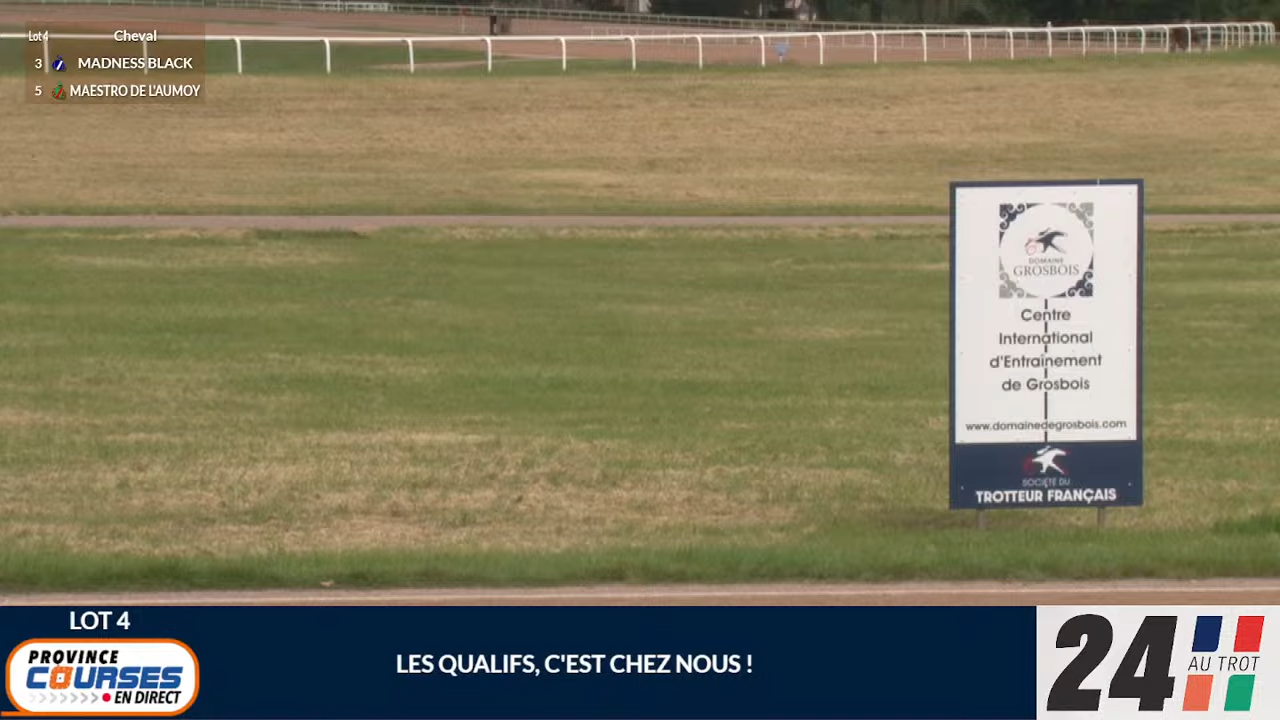 Lot 4 Cheval
3 MADNESS BLACK
5 MAESTRO DE L'AUMOY
DOMAINE
GROSBOIS
Centre
International
d'Entrainement
de Grosbois
www.domainedegrosbois.com
SOCIÉTÉ DU
TROTTEUR FRANÇAIS
LOT 4
PROVINCE
COURSES
EN DIRECT
LES QUALIFS, C'EST CHEZ NOUS !
24
AU TROT